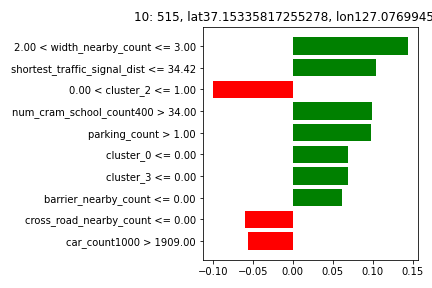 10: 515, lat37.15335817255278, lon127.0769945
2.00 < width_nearby_count <= 3.00
shortest_traffic_signal_dist <= 34.42
0.00 < cluster_2 <= 1.00
num_cram_school_count400 > 34.00
parking_count > 1.00
cluster_0 <= 0.00
cluster_3 <= 0.00
barrier_nearby_count <= 0.00
cross_road_nearby_count <= 0.00
car_count1000 > 1909.00
−0.10 −0.05 0.00 0.05 0.10 0.15